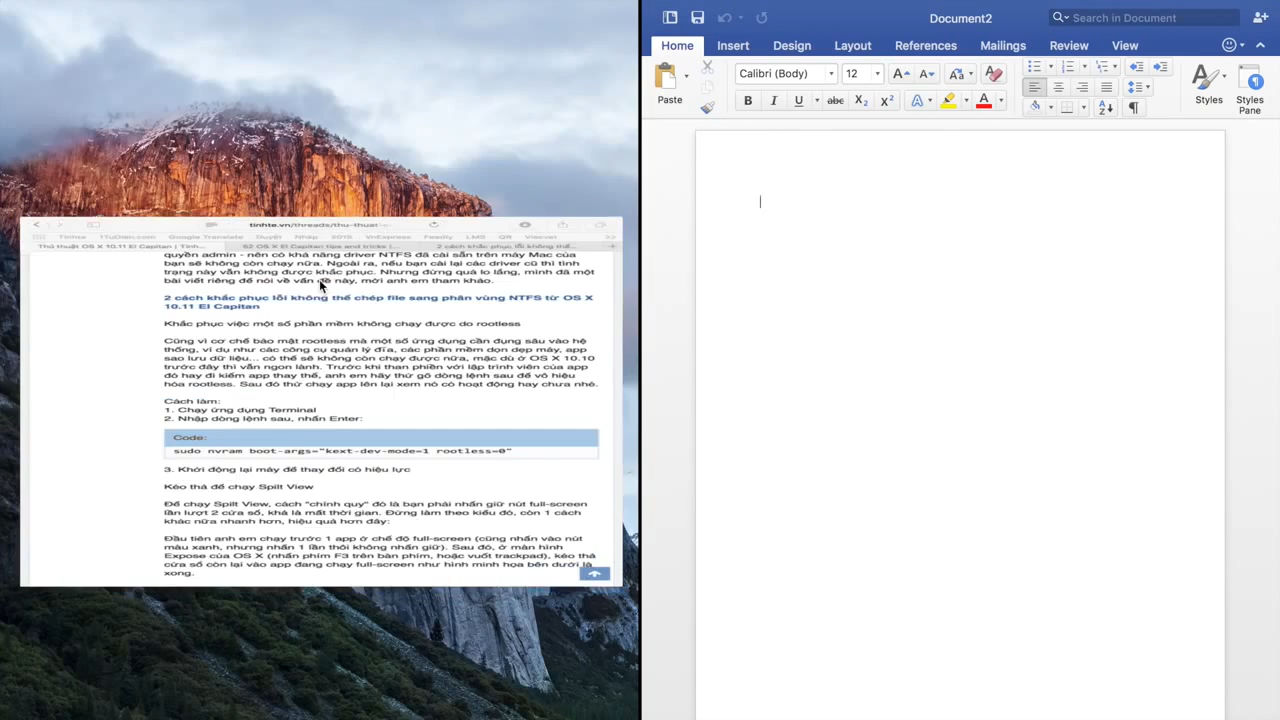 Document2
Search in Document
Home Insert Design Layout References Mailings Review View
Paste
Calibri (Body) 12
B I U abc X2 X2
A
Styles
Styles Pane
tinhte.vn/threads/thu-thuat
Tinhte 1TuDien.com Google Translate Duyệt Nhập 2015 VnExpress Feedly LMS QR Viecvet
Thủ thuật OS X 10.11 El Capitan | Tinh... 62 OS X El Capitan tips and tricks |... 2 cách khắc phục lỗi không thể...
quyền admin - nên có khả năng driver NTFS đã cài sẵn trên máy Mac của
bạn sẽ không còn chạy nữa. Ngoài ra, nếu bạn cài lại các driver cũ thì tình
trạng này vẫn không được khắc phục. Nhưng đừng quá lo lắng, mình đã một
bài viết riêng để nói về vấn đề này, mời anh em tham khảo.
2 cách khắc phục lỗi không thể chép file sang phân vùng NTFS từ OS X
10.11 El Capitan
Khắc phục việc một số phần mềm không chạy được do rootless
Cũng vì cơ chế bảo mật rootless mà một số ứng dụng cần đụng sâu vào hệ
thống, ví dụ như các công cụ quản lý đĩa, các phần mềm dọn dẹp máy, app
sao lưu dữ liệu... có thể sẽ không còn chạy được nữa, mặc dù ở OS X 10.10
trước đây thì vẫn ngon lành. Trước khi than phiền với lập trình viên của app
đó hay đi kiếm app thay thế, anh em hãy thử gõ dòng lệnh sau để vô hiệu
hóa rootless. Sau đó thử chạy app lên lại xem nó có hoạt động hay chưa nhé.
Cách làm:
1. Chạy ứng dụng Terminal
2. Nhập dòng lệnh sau, nhấn Enter:
Code:
sudo nvram boot-args="kext-dev-mode=1 rootless=0"
3. Khởi động lại máy để thay đổi có hiệu lực
Kéo thả để chạy Spilt View
Để chạy Spilt View, cách "chính quy" đó là bạn phải nhấn giữ nút full-screen
lần lượt 2 cửa sổ, khá là mất thời gian. Đừng làm theo kiểu đó, còn 1 cách
khác nữa nhanh hơn, hiệu quả hơn đây:
Đầu tiên anh em chạy trước 1 app ở chế độ full-screen (cũng nhấn vào nút
màu xanh, nhưng nhấn 1 lần thôi không nhấn giữ). Sau đó, ở màn hình
Expose của OS X (nhấn phím F3 trên bàn phím, hoặc vuốt trackpad), kéo thả
cửa sổ còn lại vào app đang chạy full-screen như hình minh họa bên dưới là
xong.